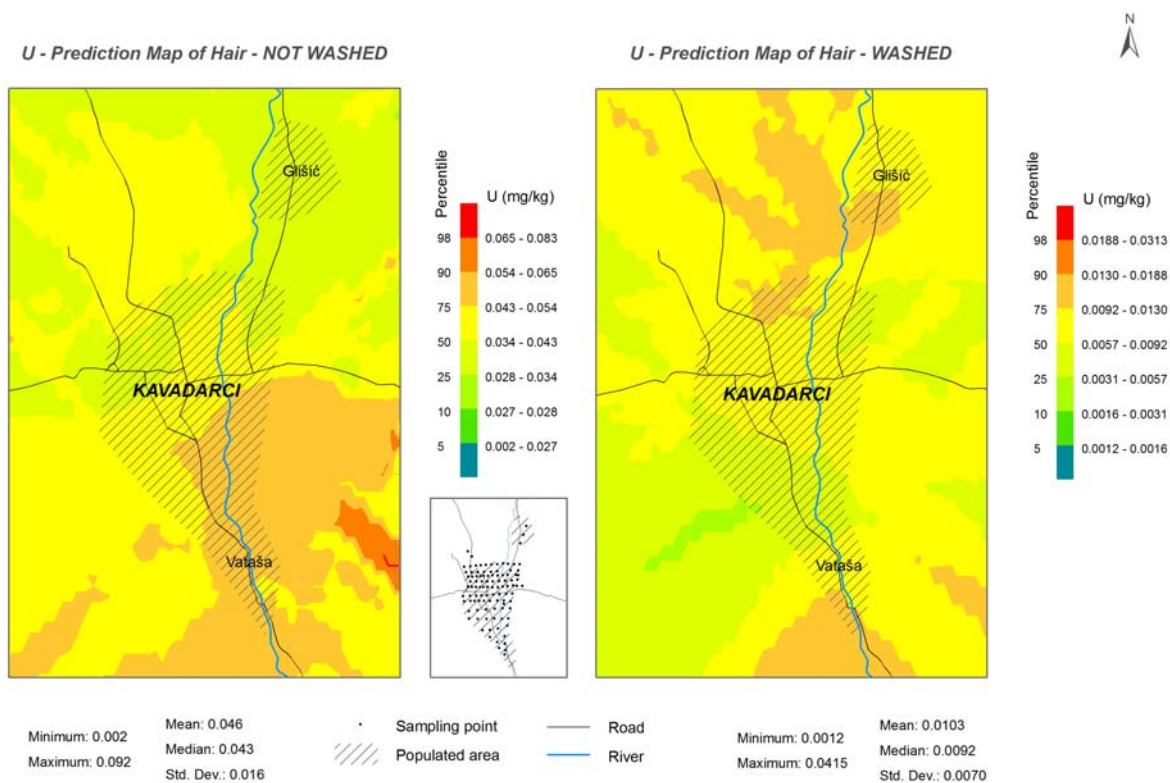 N
U - Prediction Map of Hair - NOT WASHED
U - Prediction Map of Hair - WASHED
Glišić
KAVADARCI
Vataša
Percentile
U (mg/kg)
98
0.065 - 0.083
90
0.054 - 0.065
75
0.043 - 0.054
50
0.034 - 0.043
25
0.028 - 0.034
10
0.027 - 0.028
5
0.002 - 0.027
Glišić
KAVADARCI
Vataša
Percentile
U (mg/kg)
98
0.0188 - 0.0313
90
0.0130 - 0.0188
75
0.0092 - 0.0130
50
0.0057 - 0.0092
25
0.0031 - 0.0057
10
0.0016 - 0.0031
5
0.0012 - 0.0016
Minimum: 0.002
Maximum: 0.092
Mean: 0.046
Median: 0.043
Std. Dev.: 0.016
Sampling point
Populated area
Road
River
Minimum: 0.0012
Maximum: 0.0415
Mean: 0.0103
Median: 0.0092
Std. Dev.: 0.0070